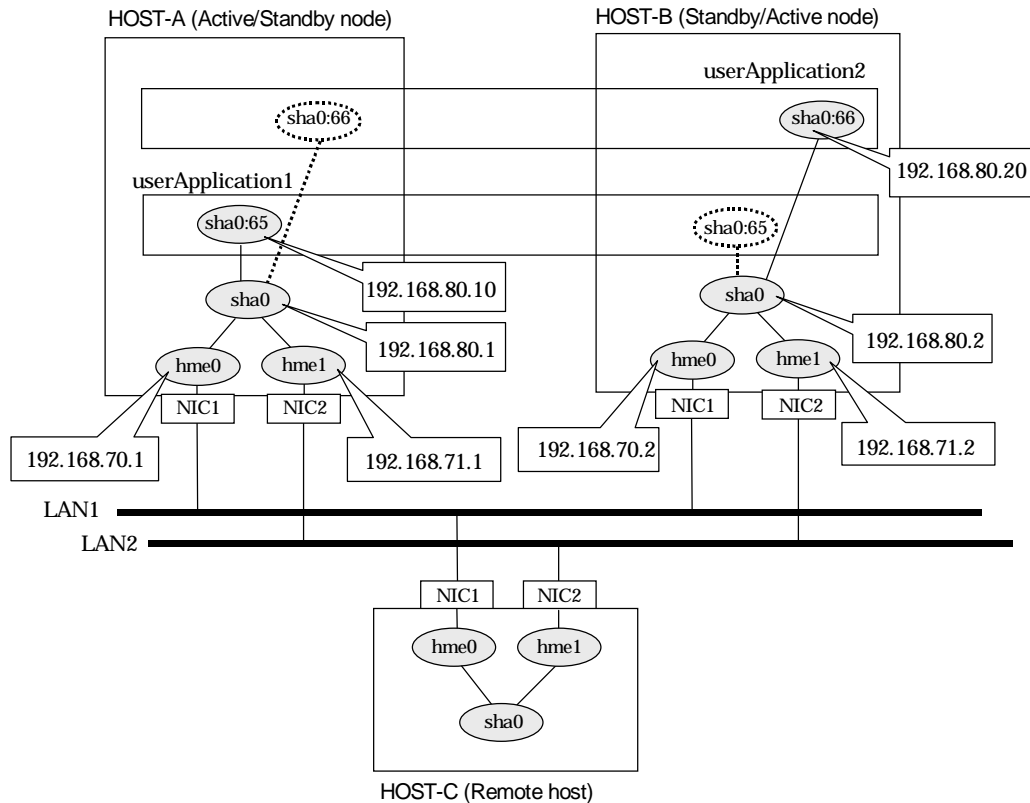 HOST-A (Active/Standby node)
HOST-B (Standby/Active node)
userApplication2
sha0:66
sha0:66
192.168.80.20
userApplication1
sha0:65
sha0:65
192.168.80.10
sha0
sha0
192.168.80.1
192.168.80.2
hme0
hme1
hme0
hme1
NIC1
NIC2
NIC1
NIC2
192.168.70.1
192.168.71.1
192.168.70.2
192.168.71.2
LAN1
LAN2
NIC1
NIC2
hme0
hme1
sha0
HOST-C (Remote host)